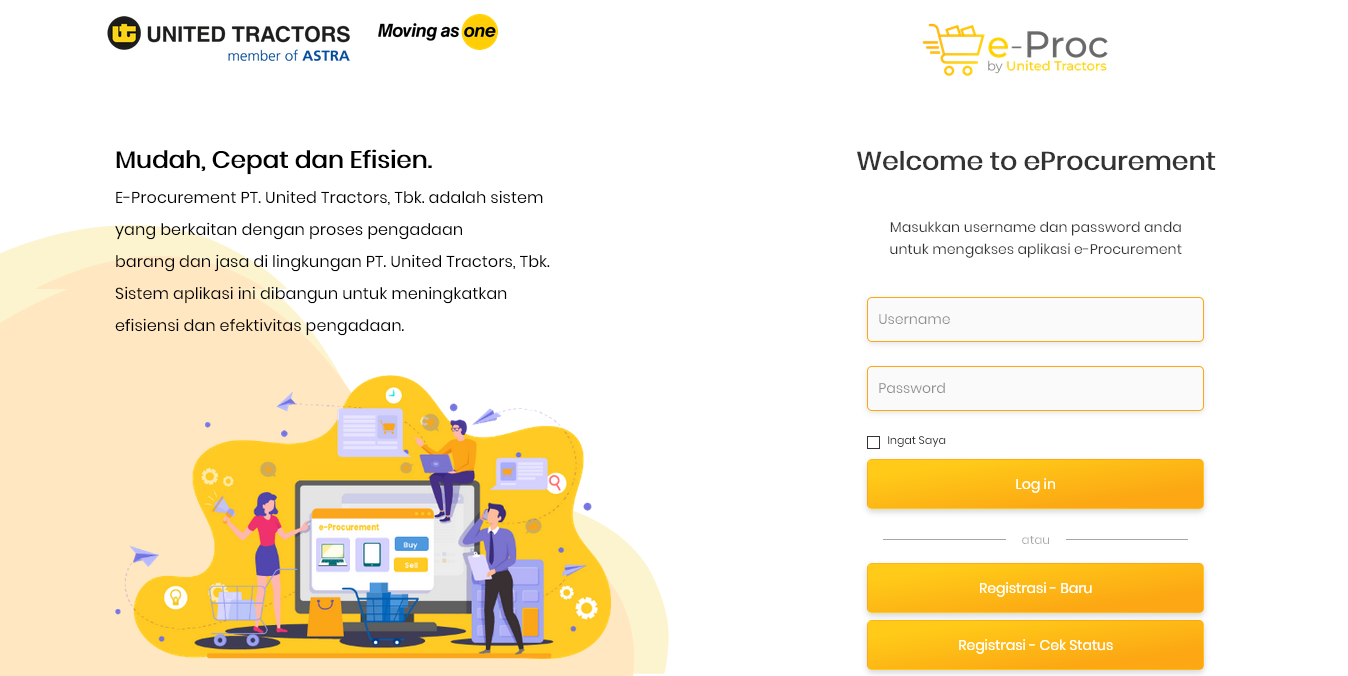 UNITED TRACTORS
member of ASTRA
Moving as one
e-Proc
by United Tractors
Mudah, Cepat dan Efisien.
E-Procurement PT. United Tractors, Tbk. adalah sistem
yang berkaitan dengan proses pengadaan
barang dan jasa di lingkungan PT. United Tractors, Tbk.
Sistem aplikasi ini dibangun untuk meningkatkan
efisiensi dan efektivitas pengadaan.
e-Procurement
Buy
Sell
Welcome to eProcurement
Masukkan username dan password anda
untuk mengakses aplikasi e-Procurement
Username
Password
Ingat Saya
Log in
atau
Registrasi - Baru
Registrasi - Cek Status